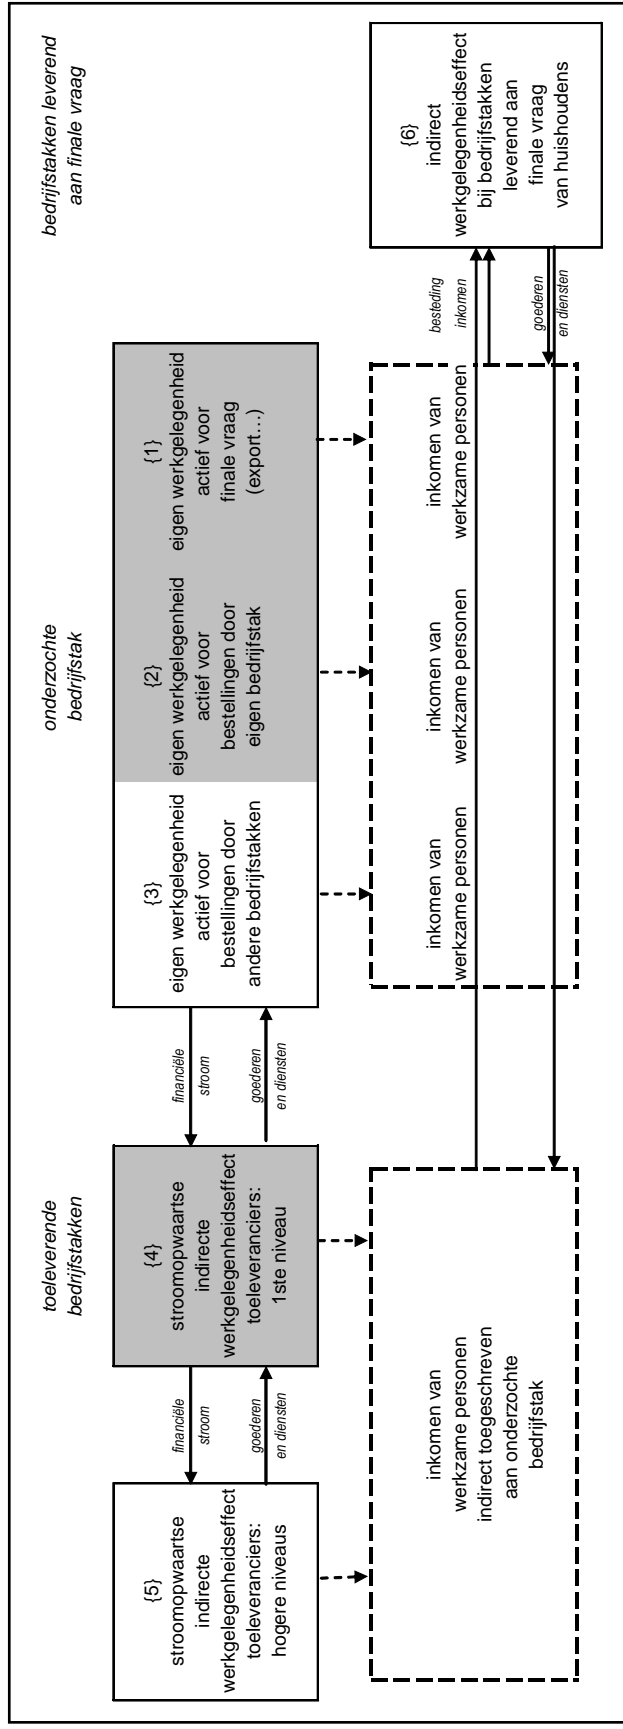 toeleverende
bedrijfstakken
onderzochte
bedrijfstak
bedrijfstakken leverend
aan finale vraag
{5}
stroomopwaartse
indirecte
werkgelegenheidseffect
toeleveranciers:
hogere niveaus
financiële
stroom
goederen
en diensten
{4}
stroomopwaartse
indirecte
werkgelegenheidseffect
toeleveranciers:
1ste niveau
financiële
stroom
goederen
en diensten
{3}
eigen werkgelegenheid
actief voor
bestellingen door
andere bedrijfstakken
{2}
eigen werkgelegenheid
actief voor
bestellingen door
eigen bedrijfstak
{1}
eigen werkgelegenheid
actief voor
finale vraag
(export…)
inkomen van
werkzame personen
indirect toegeschreven
aan onderzochte
bedrijfstak
inkomen van
werkzame personen
inkomen van
werkzame personen
inkomen van
werkzame personen
besteding
inkomen
goederen
en diensten
{6}
indirect
werkgelegenheidseffect
bij bedrijfstakken
leverend aan
finale vraag
van huishoudens